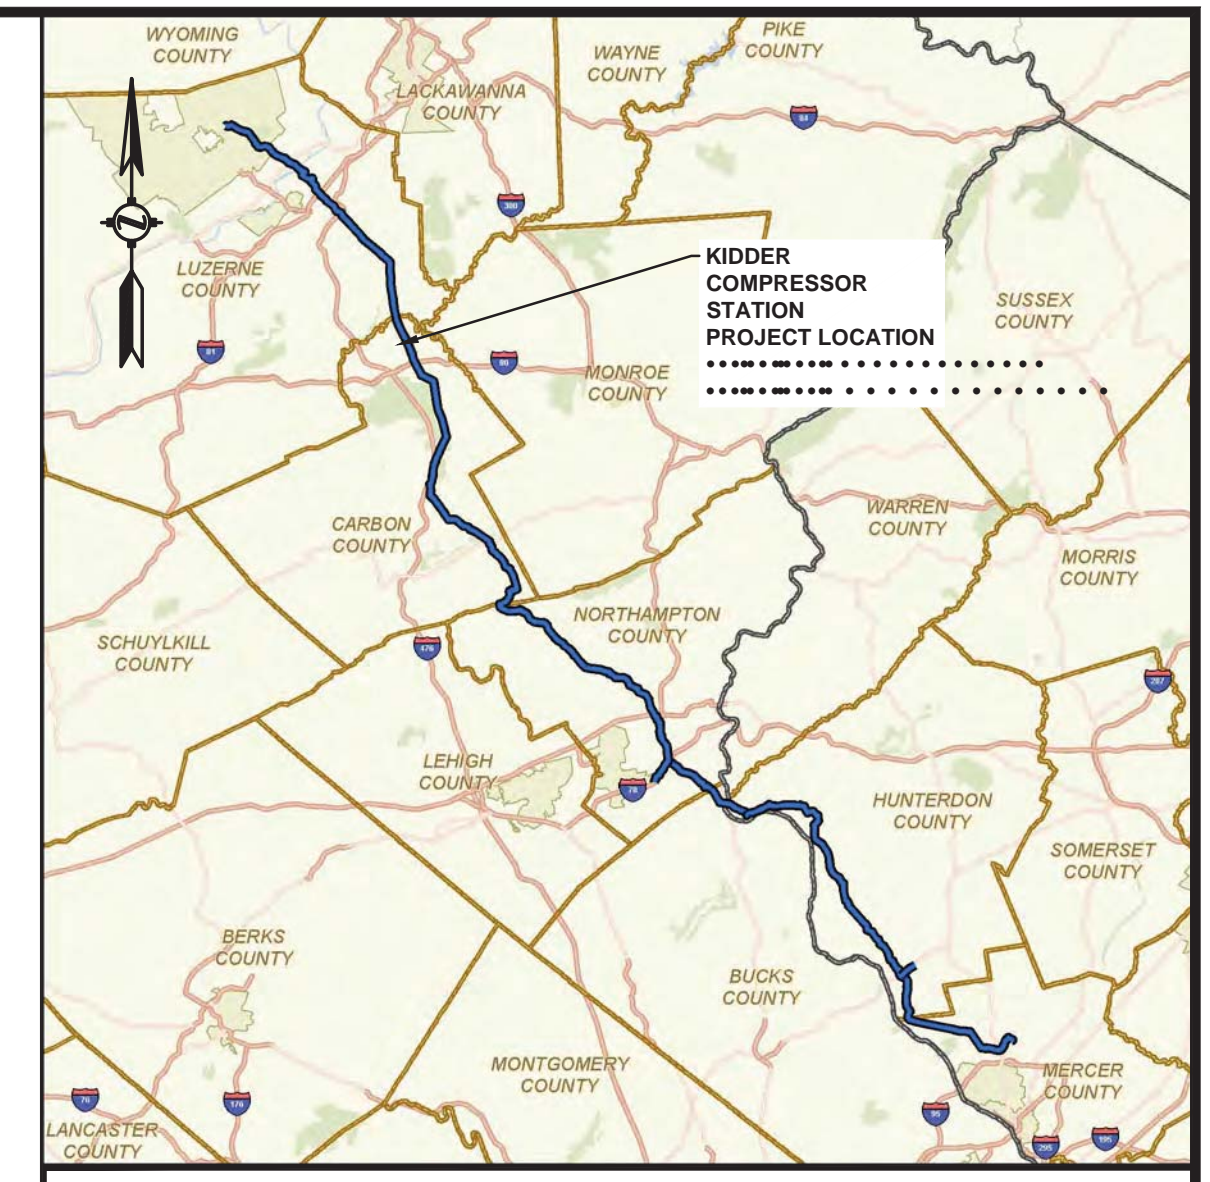 WYOMING
COUNTY
PIKE
COUNTY
WAYNE
COUNTY
LACKAWANNA
COUNTY
84
380
KIDDER
COMPRESSOR
STATION
PROJECT LOCATION
LUZERNE
COUNTY
SUSSEX
COUNTY
81
80
MONROE
COUNTY
WARREN
COUNTY
CARBON
COUNTY
MORRIS
COUNTY
NORTHAMPTON
COUNTY
SCHUYLKILL
COUNTY
476
287
LEHIGH
COUNTY
78
HUNTERDON
COUNTY
SOMERSET
COUNTY
BERKS
COUNTY
BUCKS
COUNTY
MONTGOMERY
COUNTY
MERCER
COUNTY
76
176
95
195
295
LANCASTER
COUNTY
N